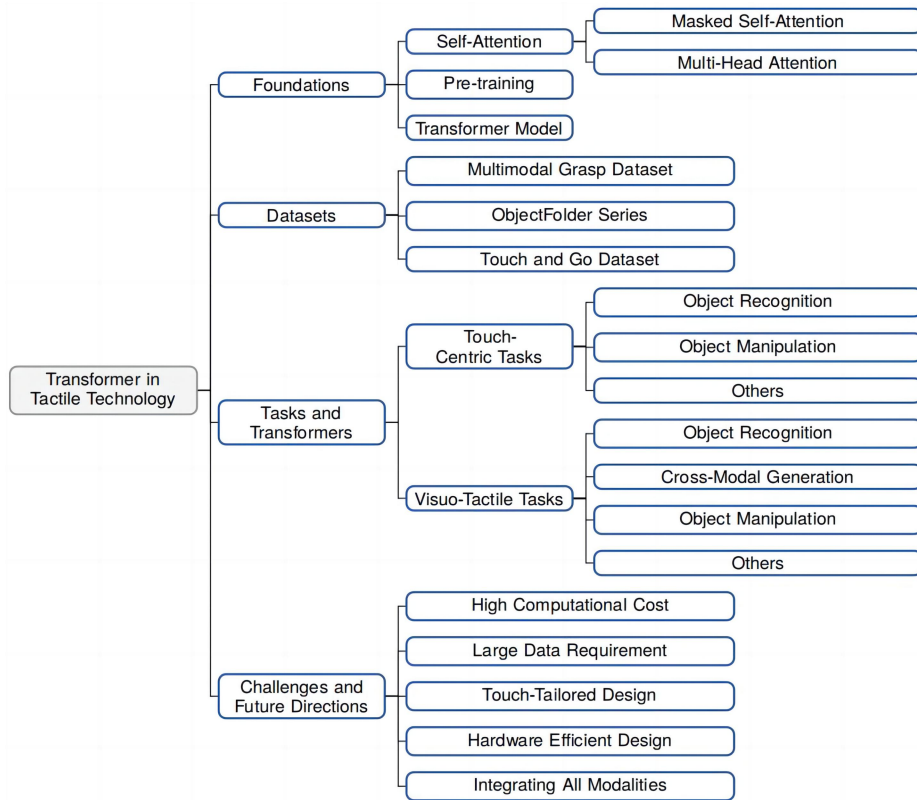 Transformer in
Tactile Technology
Foundations
Self-Attention
Masked Self-Attention
Multi-Head Attention
Pre-training
Transformer Model
Datasets
Multimodal Grasp Dataset
ObjectFolder Series
Touch and Go Dataset
Tasks and
Transformers
Touch-
Centric Tasks
Object Recognition
Object Manipulation
Others
Visuo-Tactile Tasks
Object Recognition
Cross-Modal Generation
Object Manipulation
Others
Challenges and
Future Directions
High Computational Cost
Large Data Requirement
Touch-Tailored Design
Hardware Efficient Design
Integrating All Modalities